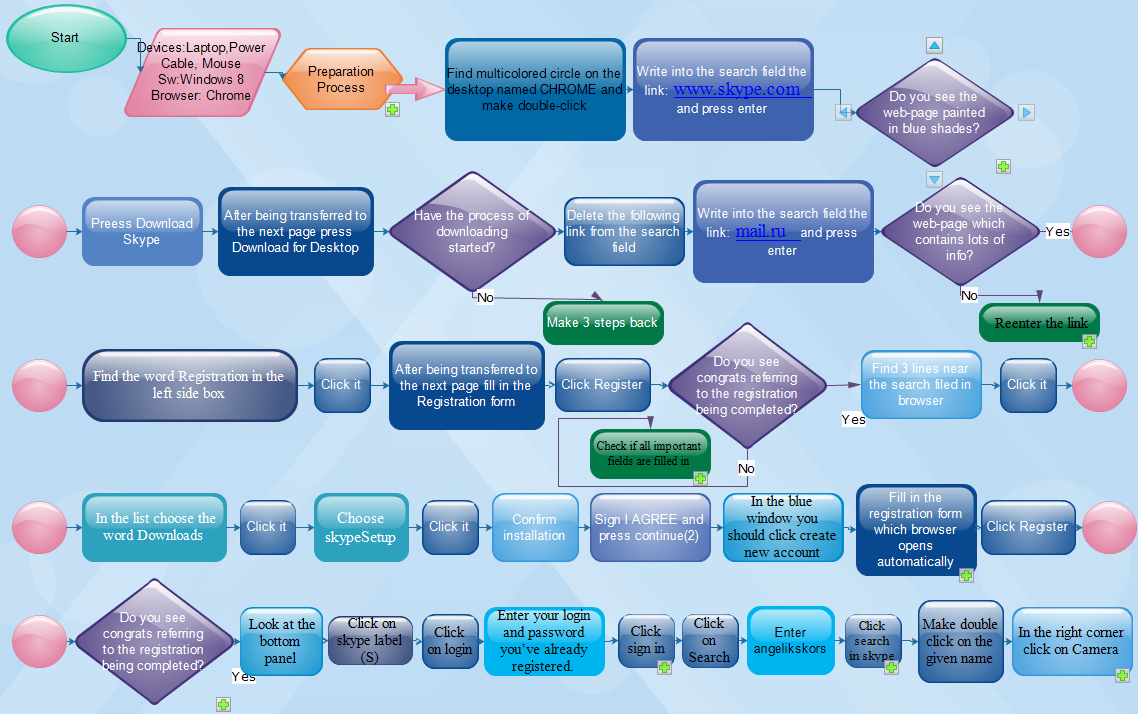 Start
Devices:Laptop,Power
Cable, Mouse
Sw:Windows 8
Browser: Chrome
Preparation
Process
Find multicolored circle on the
desktop named CHROME and
make double-click
Write into the search field the
link: www.skype.com
and press enter
Do you see the
web-page painted
in blue shades?
Preess Download
Skype
After being transferred to
the next page press
Download for Desktop
Have the process of
downloading
started?
No
Make 3 steps back
Delete the following
link from the search
field
Write into the search field the
link: mail.ru and press
enter
Do you see the
web-page which
contains lots of
info?
Yes
No
Reenter the link
Find the word Registration in the
left side box
Click it
After being transferred to
the next page fill in the
Registration form
Click Register
Do you see
congrats referring
to the registration
being completed?
Yes
No
Check if all important
fields are filled in
Find 3 lines near
the search filed in
browser
Click it
In the list choose the
word Downloads
Click it
Choose
skypeSetup
Click it
Confirm
installation
Sign I AGREE and
press continue(2)
In the blue
window you
should click create
new account
Fill in the
registration form
which browser
opens
automatically
Click Register
Do you see
congrats referring
to the registration
being completed?
Yes
Look at the
bottom
panel
Click on
skype label
(S)
Click
on login
Enter your login
and password
you've already
registered.
Click
sign in
Click
on
Search
Enter
angelikskors
Click
search
in skype
Make double
click on the
given name
In the right corner
click on Camera